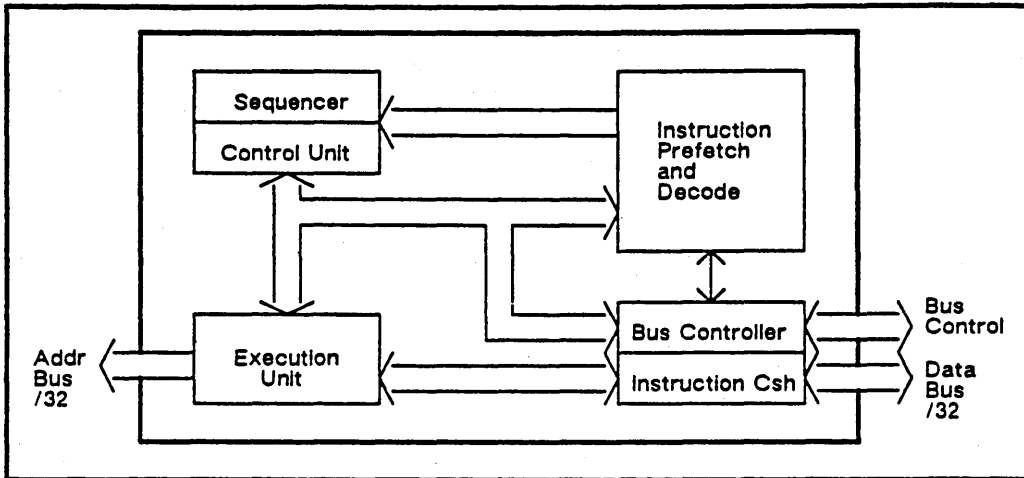 Sequencer
Control Unit
Instruction
Prefetch
and
Decode
Bus Controller
Instruction Csh
Execution
Unit
Addr
Bus
/32
Bus
Control
Data
Bus
/32